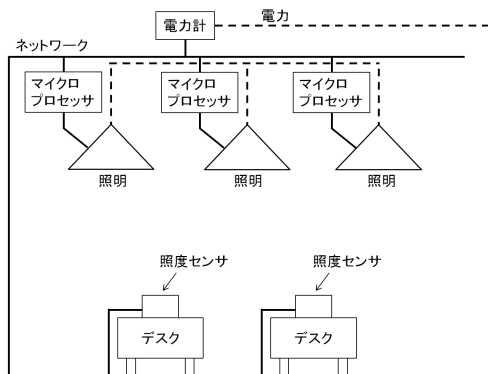 電力計
電力
ネットワーク
マイクロ
プロセッサ
マイクロ
プロセッサ
マイクロ
プロセッサ
照明
照明
照明
照度センサ
照度センサ
デスク
デスク